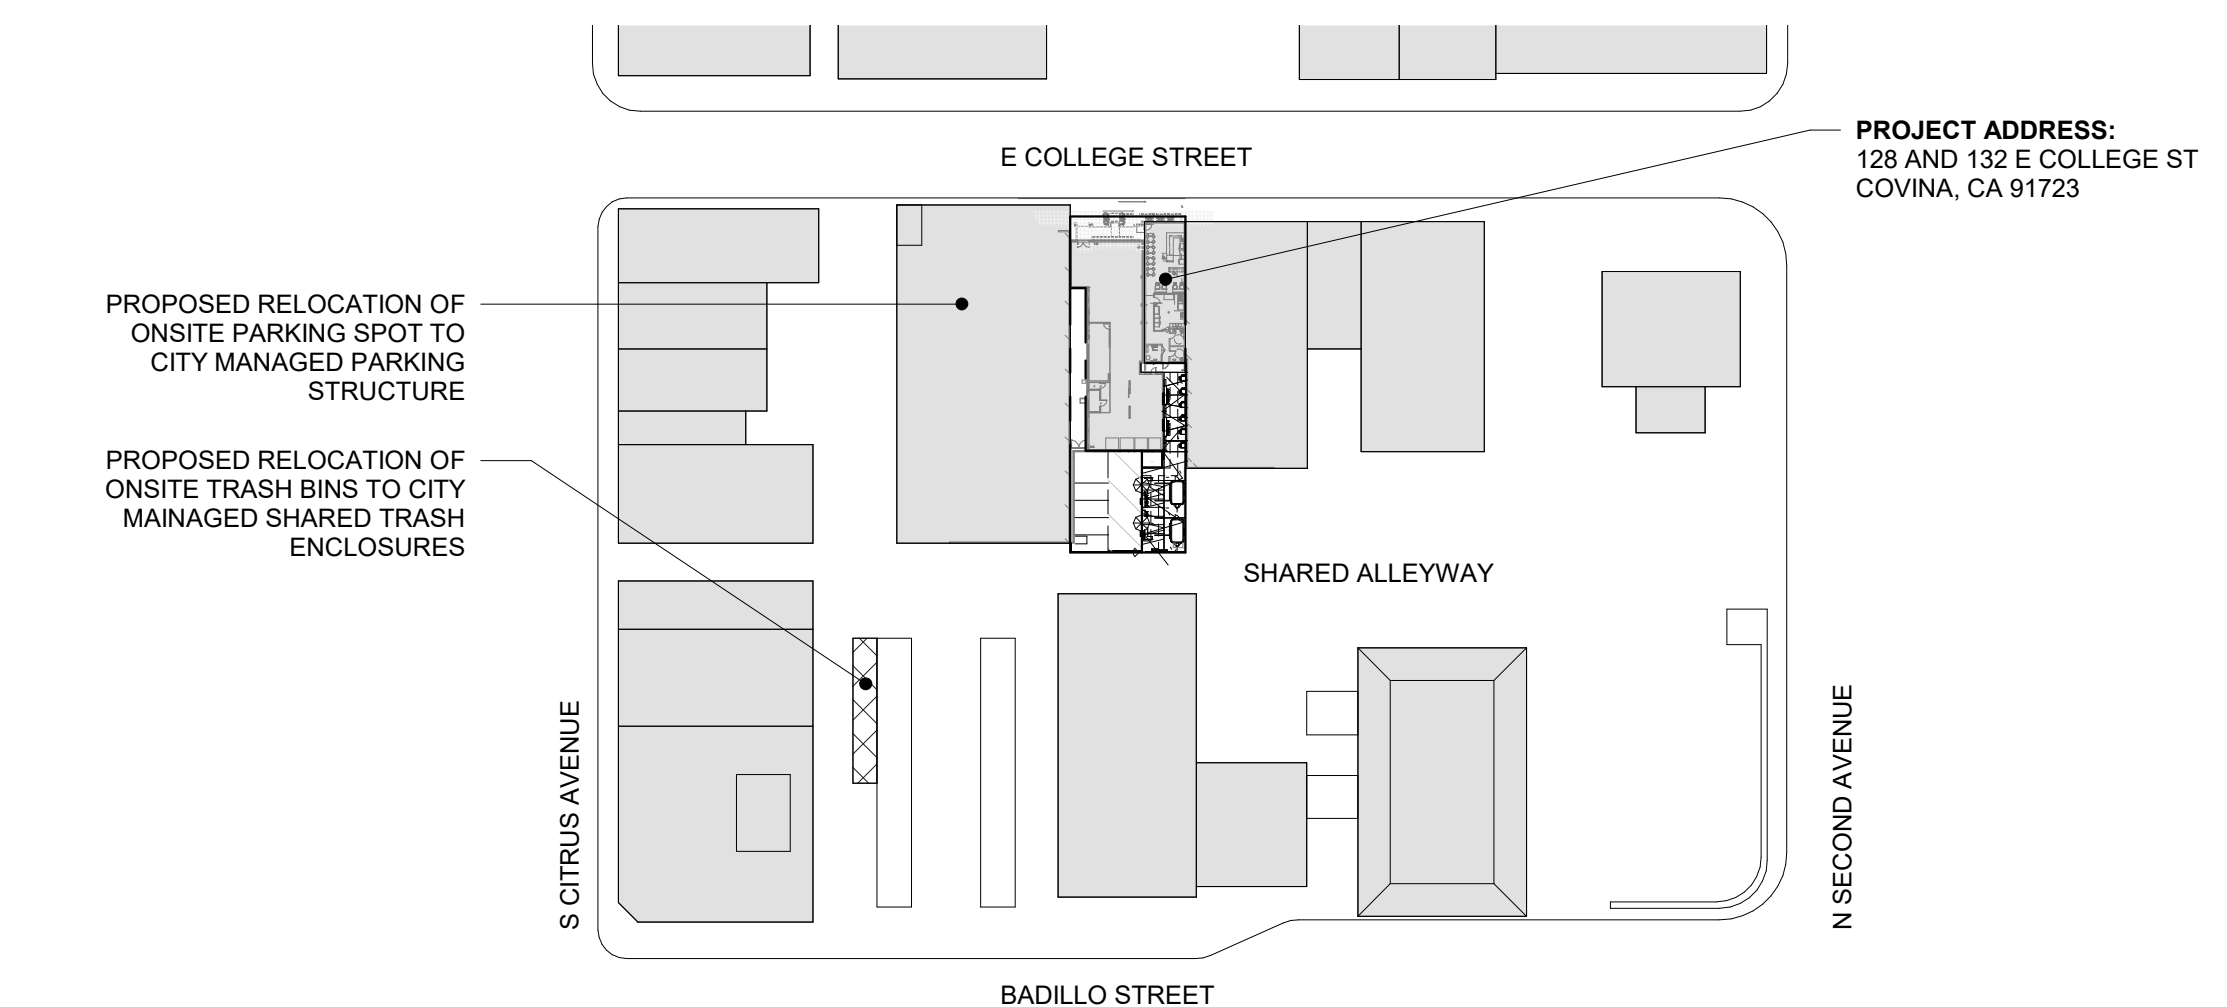 E COLLEGE STREET
PROJECT ADDRESS:
128 AND 132 E COLLEGE ST
COVINA, CA 91723
PROPOSED RELOCATION OF
ONSITE PARKING SPOT TO
CITY MANAGED PARKING
STRUCTURE
PROPOSED RELOCATION OF
ONSITE TRASH BINS TO CITY
MAINAGED SHARED TRASH
ENCLOSURES
SHARED ALLEYWAY
S CITRUS AVENUE
N SECOND AVENUE
BADILLO STREET